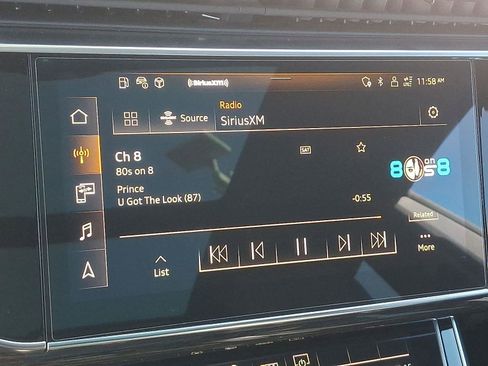 ((SiriusXM))
11:58 AM
Radio
Source
SiriusXM
Ch 8
80s on 8
SAT
8 on 8
Prince
U Got The Look (87)
-0:55
Related
List
More